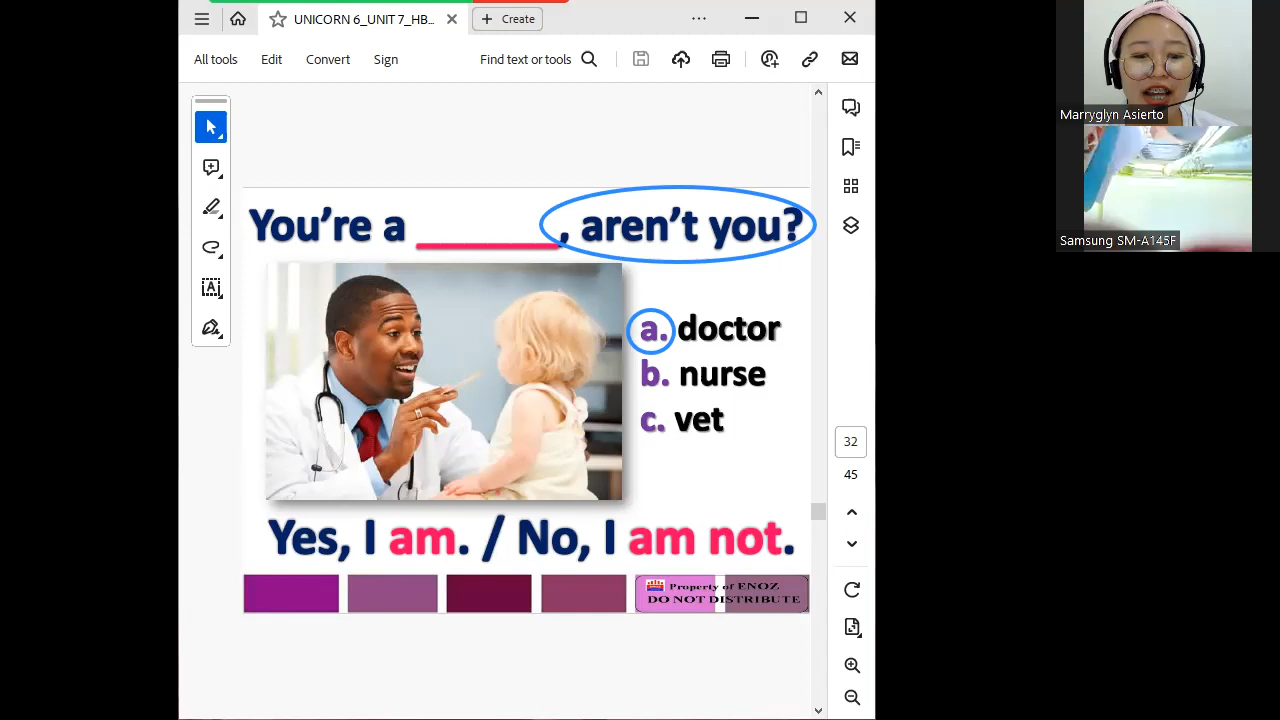 UNICORN 6_UNIT 7_HB...
Create
All tools
Edit
Convert
Sign
Find text or tools
You're a ________, aren't you?
a. doctor
b. nurse
c. vet
Yes, I am. / No, I am not.
Property of ENOZ
DO NOT DISTRIBUTE
32
45
Marryglyn Asierto
Samsung SM-A145F